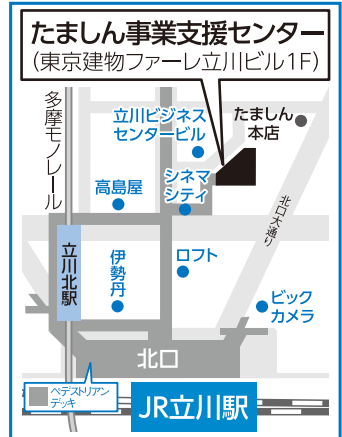 たましん事業支援センター
(東京建物ファーレ立川ビル1F)
多摩モノレール
立川ビジネス
センタービル
たましん
本店
シネマ
シティ
高島屋
北口大通り
立川北駅
伊勢丹
ロフト
ビック
カメラ
北口
ペデストリアン
デッキ
JR立川駅